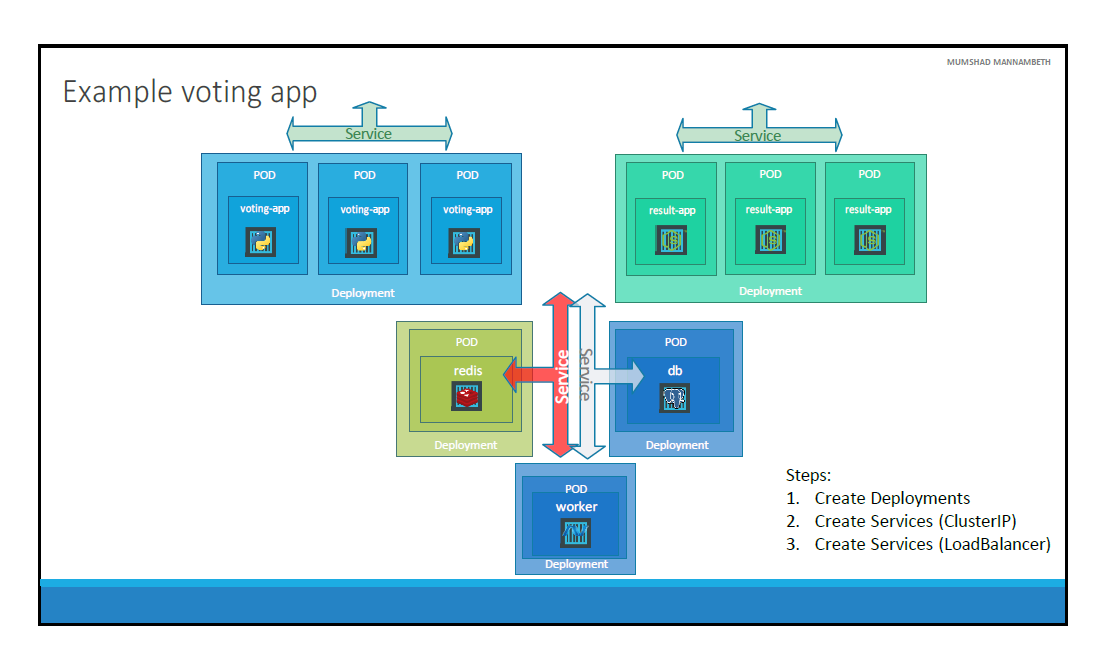 MUMSHAD MANNAMBETH
Example voting app
Service
Service
POD
POD
POD
voting-app
voting-app
voting-app
Deployment
POD
POD
POD
result-app
result-app
result-app
Deployment
POD
redis
Deployment
Service
Service
POD
db
Deployment
POD
worker
Deployment
Steps:
1. Create Deployments
2. Create Services (ClusterIP)
3. Create Services (LoadBalancer)